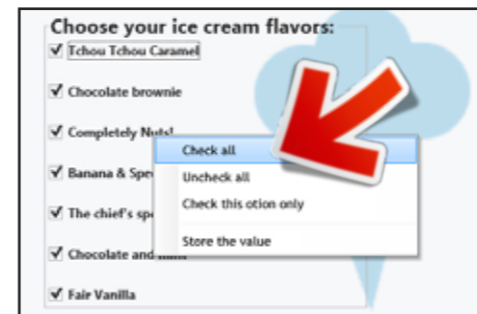 Choose your ice cream flavors:
Tchou Tchou Caramel
Chocolate brownie
Completely Nuts!
Check all
Banana & Spe
Uncheck all
Check this otion only
The chief's sp
Store the value
Chocolate and
Fair Vanilla